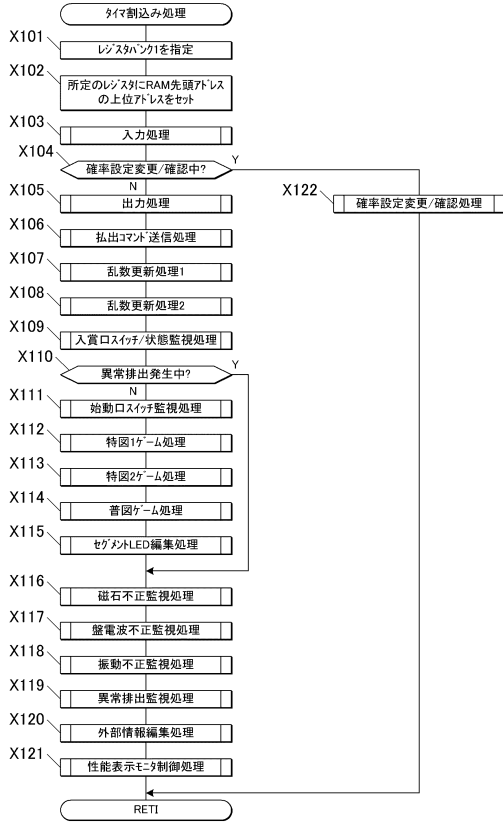 タイマ割込み処理
X101
レジスタバンク1を指定
X102
所定のレジスタにRAM先頭アドレス
の上位アドレスをセット
X103
入力処理
X104
確率設定変更/確認中?
Y
N
X105
出力処理
X122
確率設定変更/確認処理
X106
払出コマンド送信処理
X107
乱数更新処理1
X108
乱数更新処理2
X109
入賞口スイッチ/状態監視処理
X110
異常排出発生中?
Y
N
X111
始動口スイッチ監視処理
X112
特図1ゲーム処理
X113
特図2ゲーム処理
X114
普図ゲーム処理
X115
セグメントLED編集処理
X116
磁石不正監視処理
X117
盤電波不正監視処理
X118
振動不正監視処理
X119
異常排出監視処理
X120
外部情報編集処理
X121
性能表示モニタ制御処理
RETI